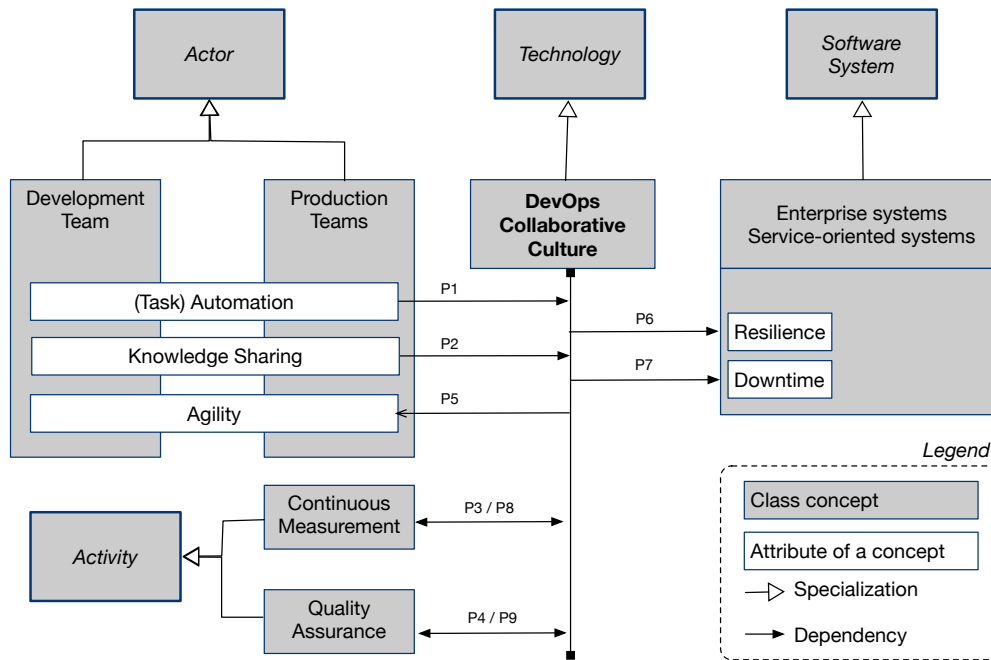 Actor
Technology
Software
System
Development
Team
Production
Teams
DevOps
Collaborative
Culture
Enterprise systems
Service-oriented systems
(Task) Automation
P1
P6
Resilience
Knowledge Sharing
P2
P7
Downtime
Agility
P5
Legend
Continuous
Measurement
P3 / P8
Class concept
Activity
Attribute of a concept
Specialization
Quality
Assurance
P4 / P9
Dependency